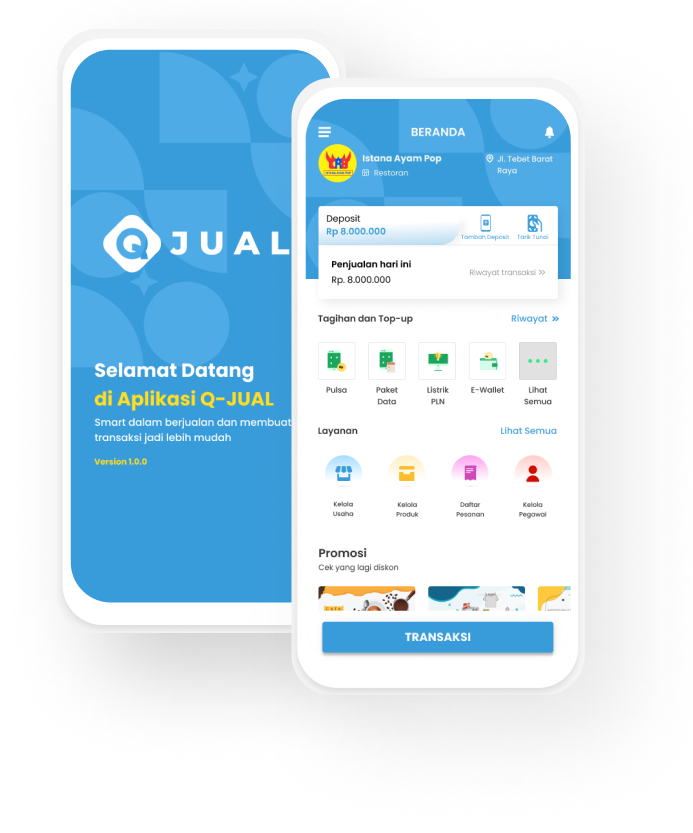 Q JUAL
Selamat Datang
di Aplikasi Q-JUAL
Smart dalam berjualan dan membuat
transaksi jadi lebih mudah
Version 1.0.0
BERANDA
Istana Ayam Pop
Restoran
Jl. Tebet Barat
Raya
Deposit
Rp 8.000.000
Tambah Deposit
Tarik Tunai
Penjualan hari ini
Rp. 8.000.000
Riwayat transaksi
Tagihan dan Top-up
Riwayat
Pulsa
Paket
Data
Listrik
PLN
E-Wallet
Lihat
Semua
Layanan
Lihat Semua
Kelola
Usaha
Kelola
Produk
Daftar
Pesanan
Kelola
Pegawai
Promosi
Cek yang lagi diskon
TRANSAKSI